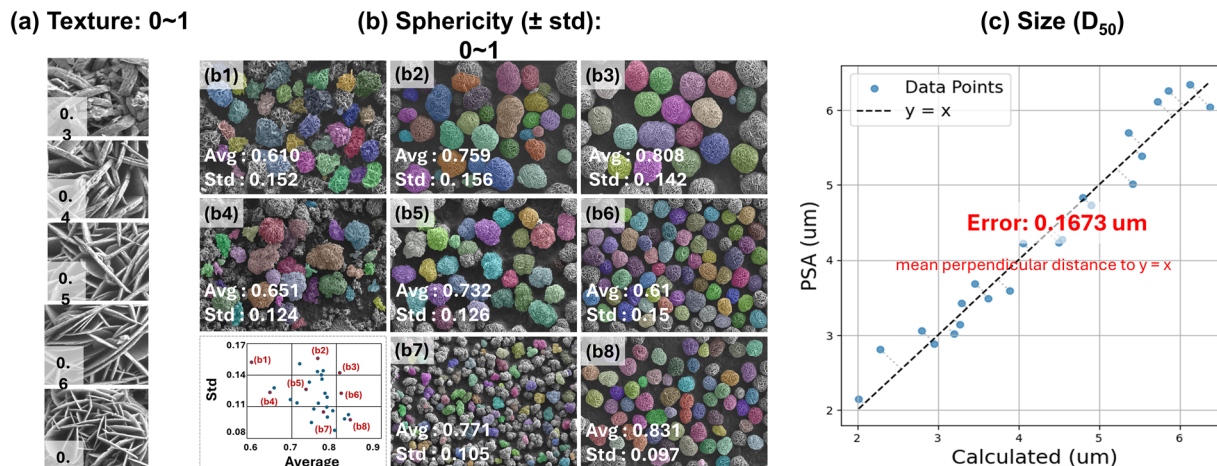 (a) Texture: 0~1
0.
3
0.
4
0.
5
0.
6
0.
(b) Sphericity (± std):
0~1
(b1)
Avg : 0.610
Std : 0.152
(b2)
Avg : 0.759
Std : 0. 156
(b3)
Avg : 0.808
Std : 0. 142
(b4)
Avg : 0.651
Std : 0.124
(b5)
Avg : 0.732
Std : 0.126
(b6)
Avg : 0.61
Std : 0.15
0.17
0.14
0.11
0.08
Std
(b1)
(b2)
(b3)
(b5)
(b4)
(b6)
(b7)
(b8)
0.6
0.7
0.8
0.9
Average
(b7)
Avg : 0.771
Std : 0.105
(b8)
Avg : 0.831
Std : 0.097
(c) Size (D50)
Data Points
y = x
Error: 0.1673 um
mean perpendicular distance to y = x
PSA (um)
6
5
4
3
2
2
3
4
5
6
Calculated (um)